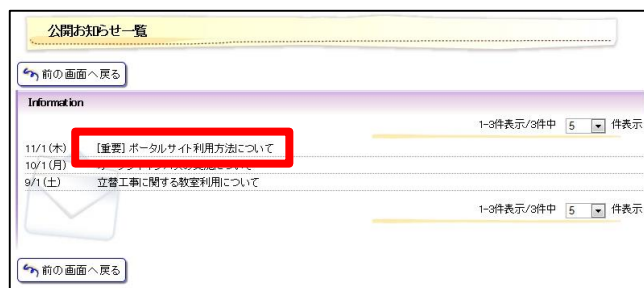 公開お知らせ一覧
前の画面へ戻る
Information
1-3件表示/3件中 5 件表示
11/1(木) [重要] ポータルサイト利用方法について
10/1(月)
9/1(土) 立替工事に関する教室利用について
1-3件表示/3件中 5 件表示
前の画面へ戻る